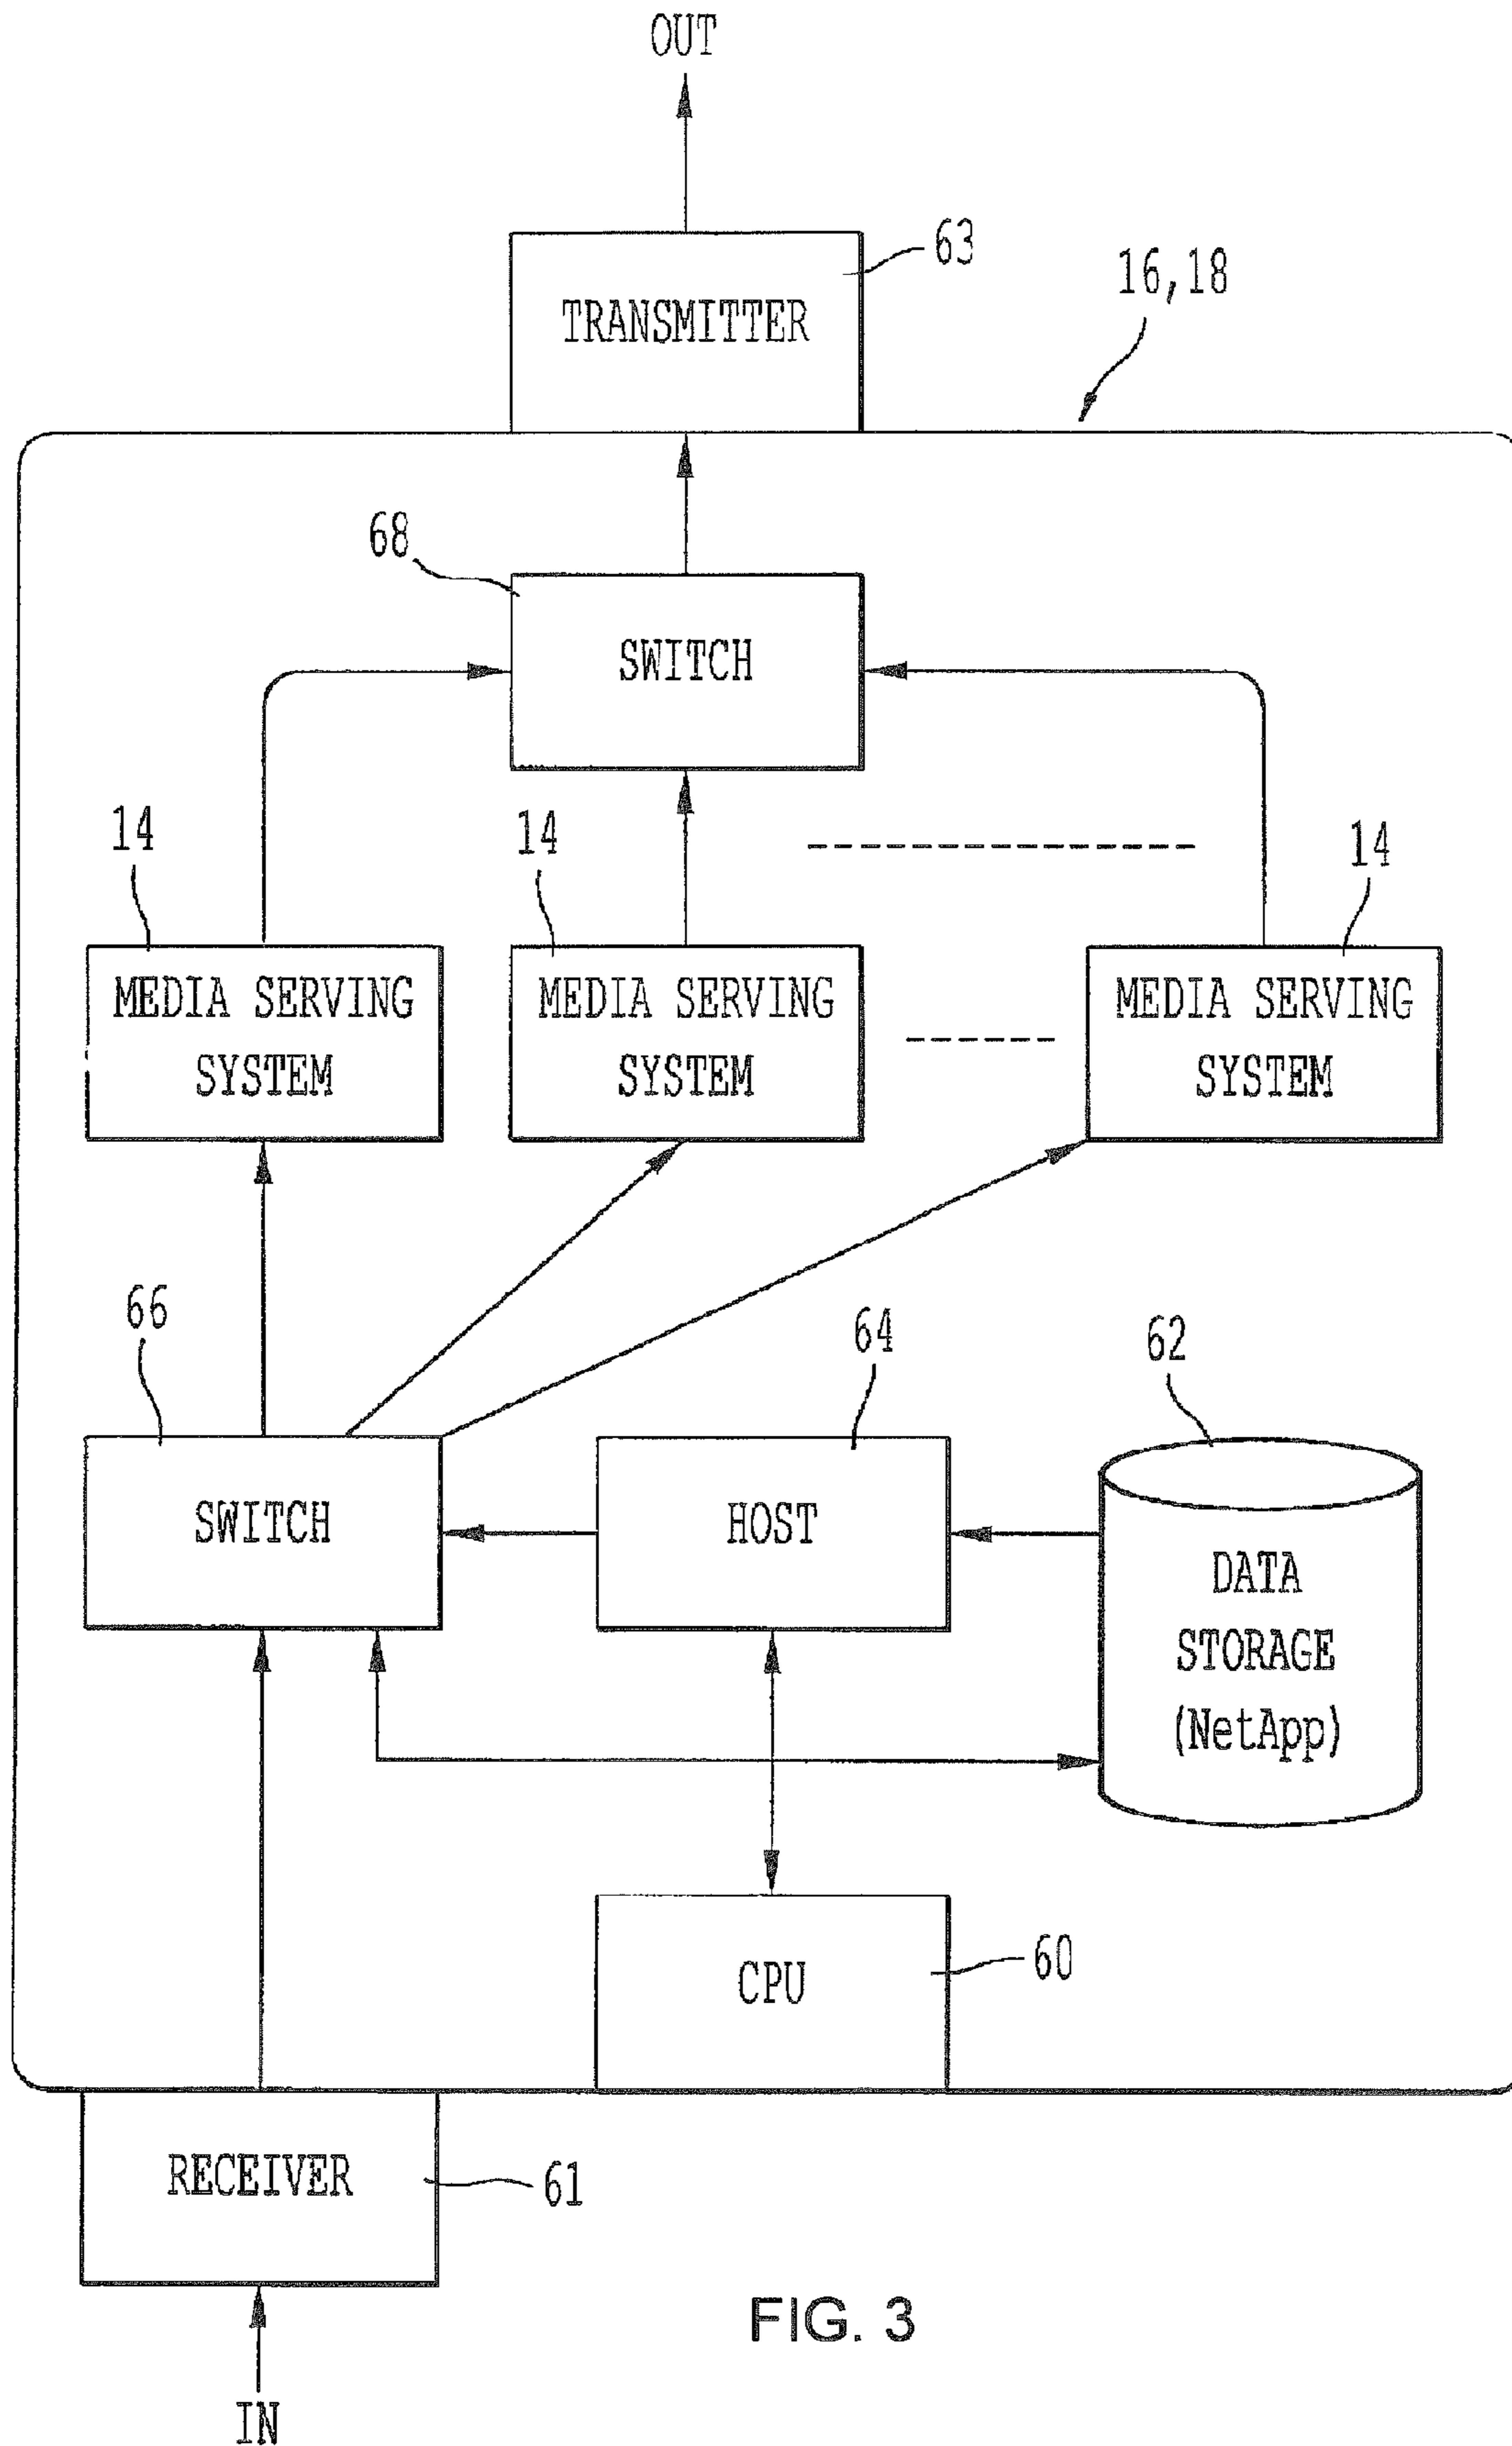 OUT
63
TRANSMITTER
16,18
68
SWITCH
14
14
14
MEDIA SERVING
SYSTEM
MEDIA SERVING
SYSTEM
MEDIA SERVING
SYSTEM
66
64
62
SWITCH
HOST
DATA
STORAGE
(NetApp)
CPU
60
RECEIVER
61
FIG. 3
IN